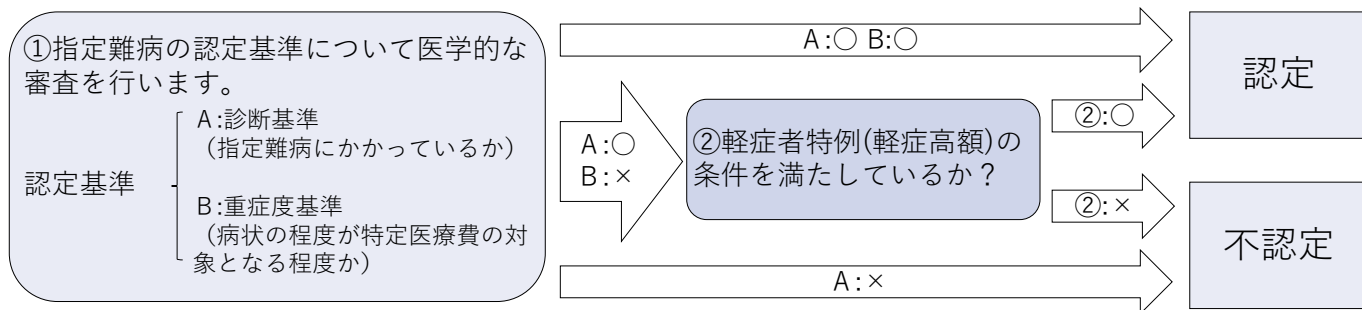 ①指定難病の認定基準について医学的な
審査を行います。
認定基準
A:診断基準
（指定難病にかかっているか）
B:重症度基準
（病状の程度が特定医療費の対
象となる程度か）
A:○ B:○
A:○
B:×
②軽症者特例(軽症高額)の
条件を満たしているか？
②:○
②:×
A:×
認定
不認定